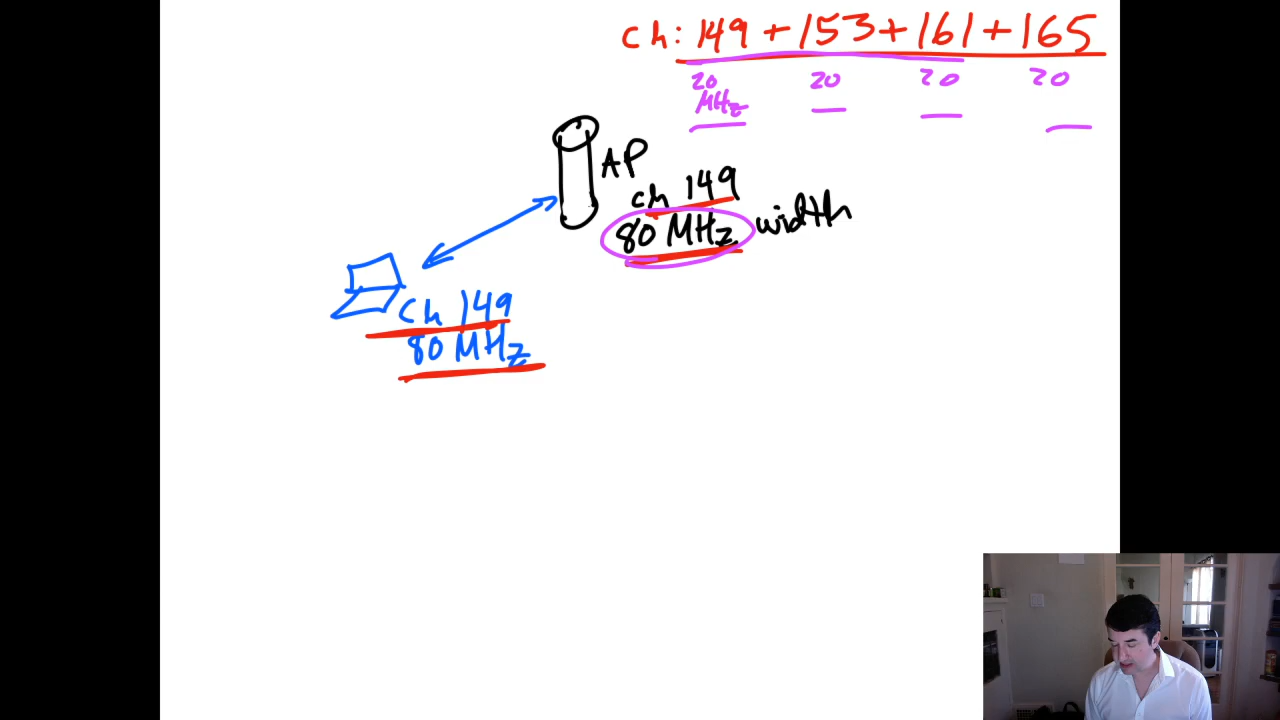 ch: 149 + 153 + 161 + 165
20 MHz 20 20 20
AP
ch 149
80 MHz width
ch 149
80 MHz